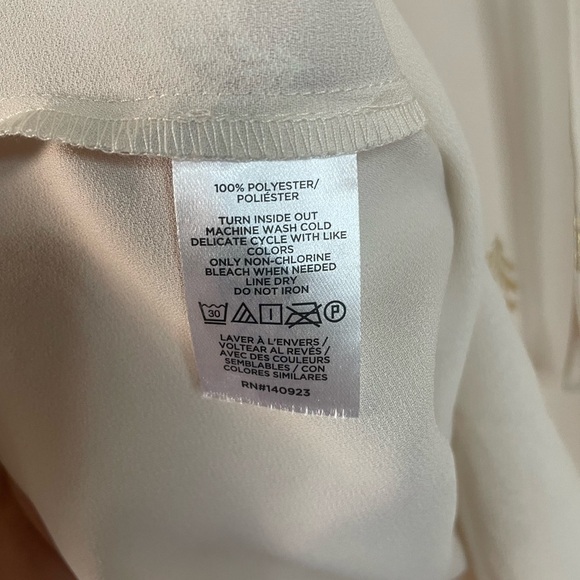 100% POLYESTER/
POLIÉSTER
TURN INSIDE OUT
MACHINE WASH COLD
DELICATE CYCLE WITH LIKE
COLORS
ONLY NON-CHLORINE
BLEACH WHEN NEEDED
LINE DRY
DO NOT IRON
30 P
LAVER À L'ENVERS/
VOLTEAR AL REVÉS/
AVEC DES COULEURS
SEMBLABLES/ CON
COLORES SIMILARES
RN#140923